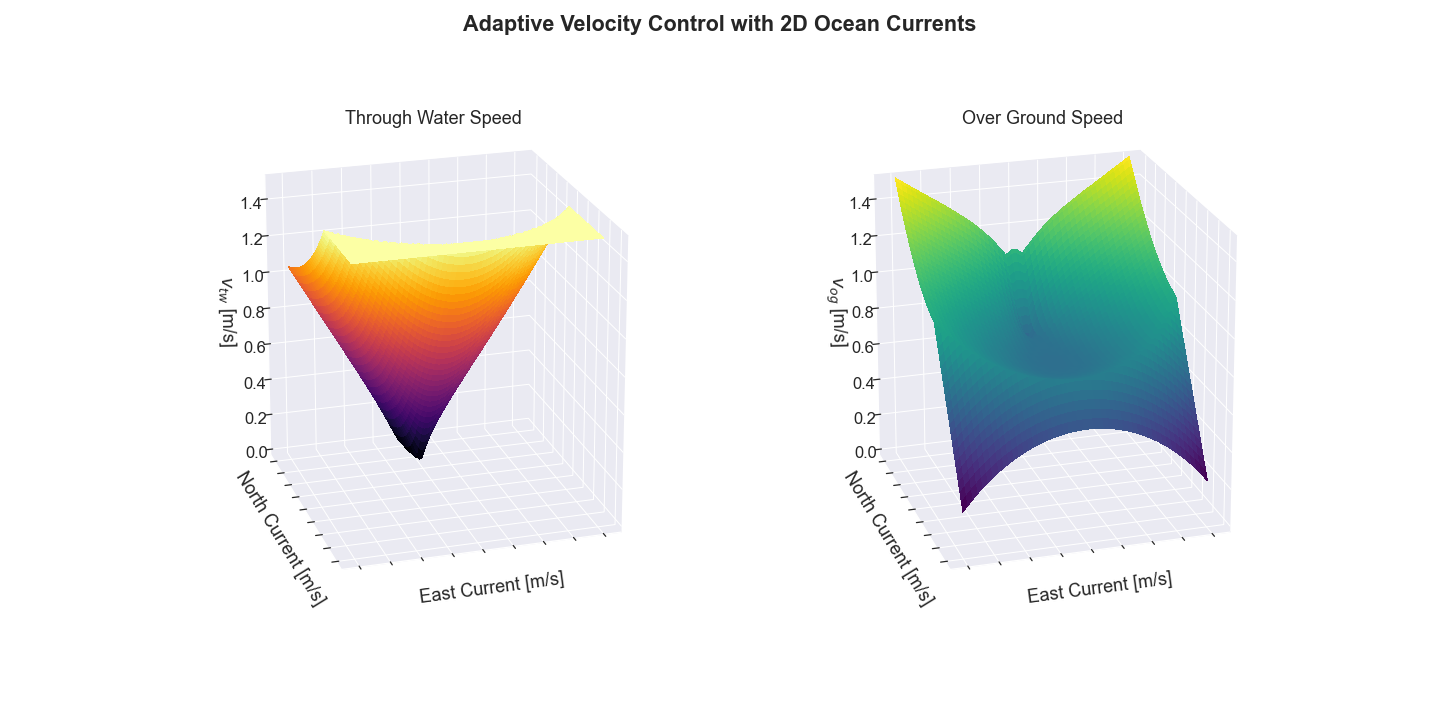 Adaptive Velocity Control with 2D Ocean Currents
Through Water Speed
1.4
1.2
1.0
0.8
0.6
0.4
0.2
0.0
v_tw [m/s]
North Current [m/s]
East Current [m/s]
Over Ground Speed
1.4
1.2
1.0
0.8
0.6
0.4
0.2
0.0
v_og [m/s]
North Current [m/s]
East Current [m/s]